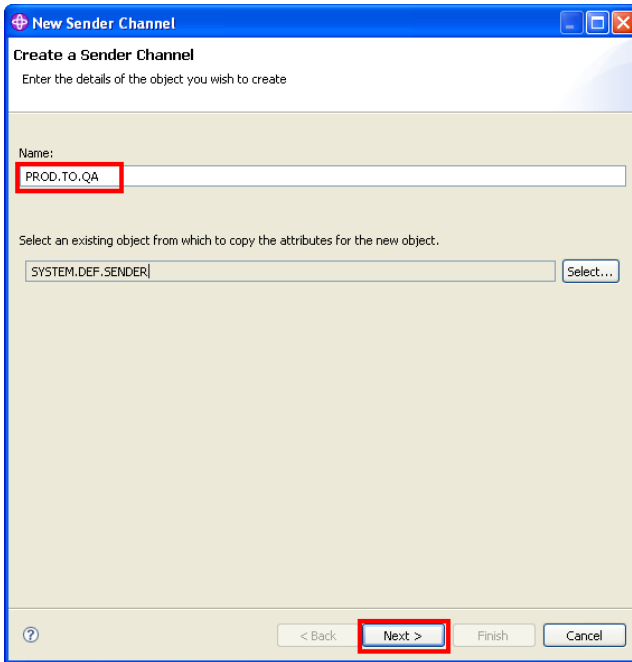 New Sender Channel
Create a Sender Channel
Enter the details of the object you wish to create
Name:
PROD.TO.QA
Select an existing object from which to copy the attributes for the new object.
SYSTEM.DEF.SENDER
Select...
?
< Back Next > Finish Cancel